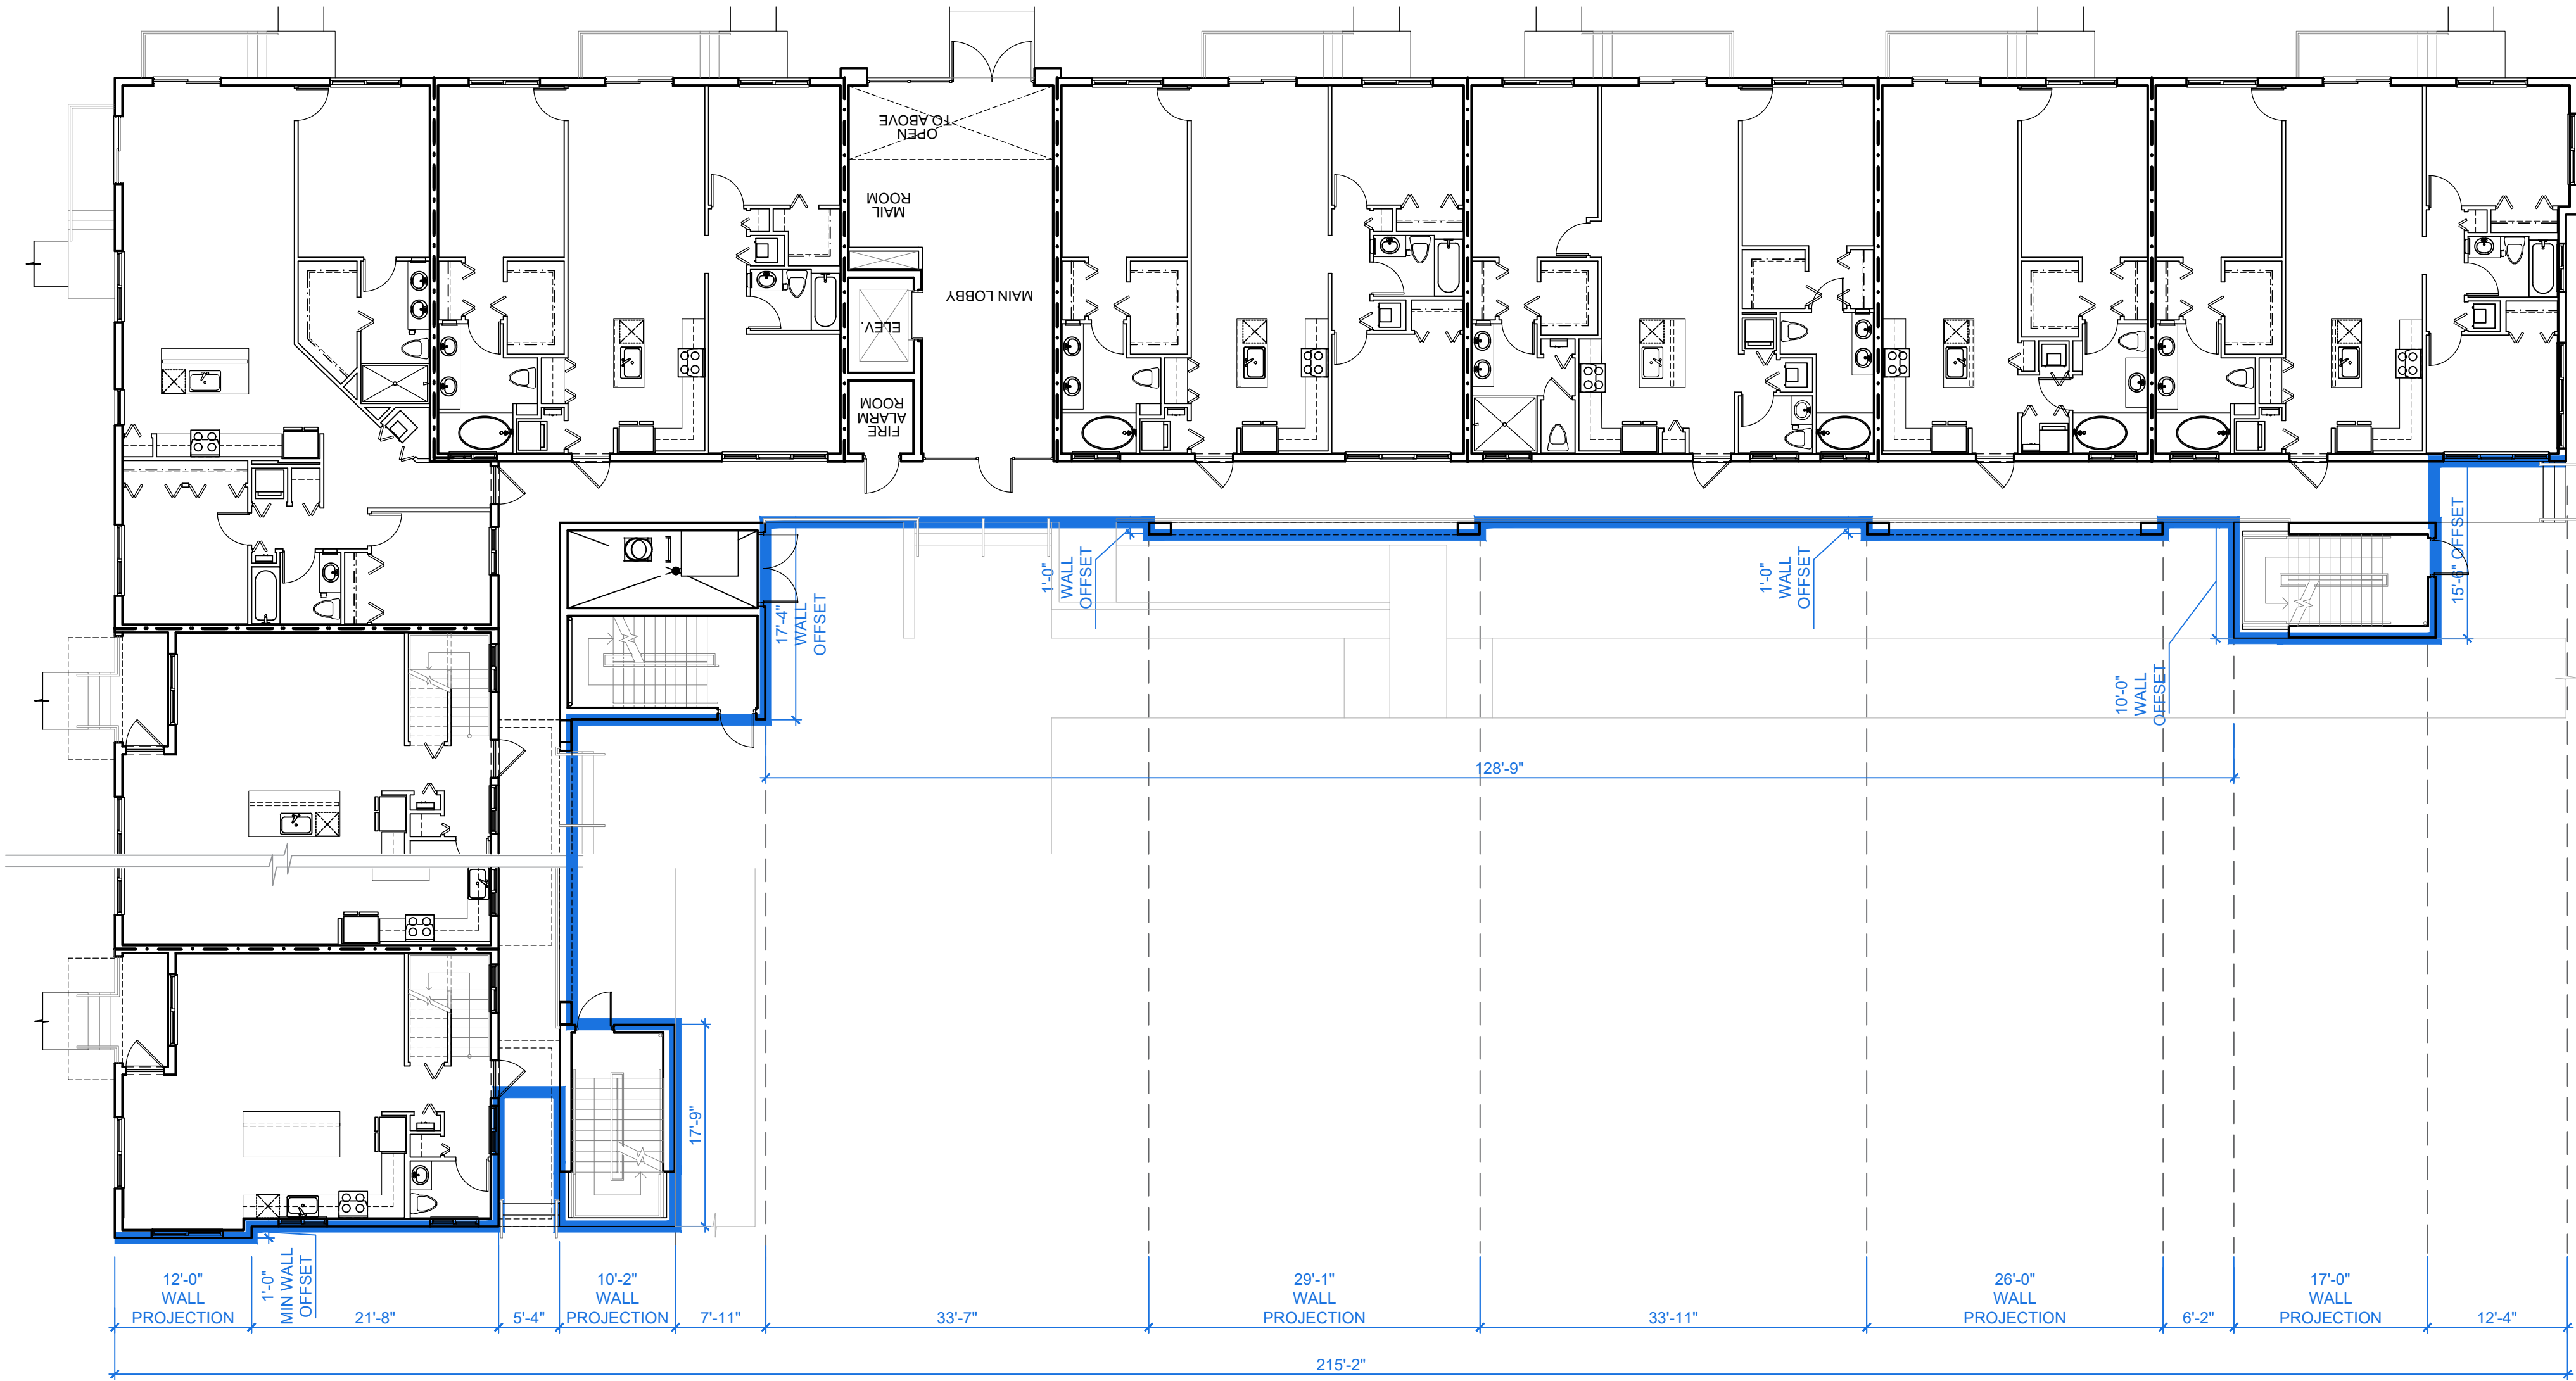 OPEN
TO ABOVE
MAIL
ROOM
MAIN LOBBY
ELEV.
FIRE
ALARM
ROOM
1'-0"
WALL
OFFSET
1'-0"
WALL
OFFSET
15'-6" OFFSET
17'-4"
WALL
OFFSET
10'-0"
WALL
OFFSET
128'-9"
17'-9"
12'-0"
WALL
PROJECTION
1'-0"
MIN WALL
OFFSET
21'-8"
5'-4"
10'-2"
WALL
PROJECTION
7'-11"
33'-7"
29'-1"
WALL
PROJECTION
33'-11"
26'-0"
WALL
PROJECTION
6'-2"
17'-0"
WALL
PROJECTION
12'-4"
215'-2"